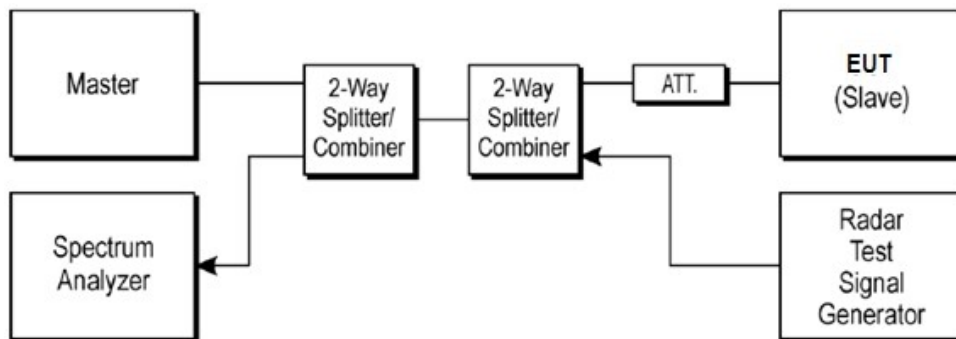 Master
2-Way
Splitter/
Combiner
2-Way
Splitter/
Combiner
ATT.
EUT
(Slave)
Spectrum
Analyzer
Radar
Test
Signal
Generator